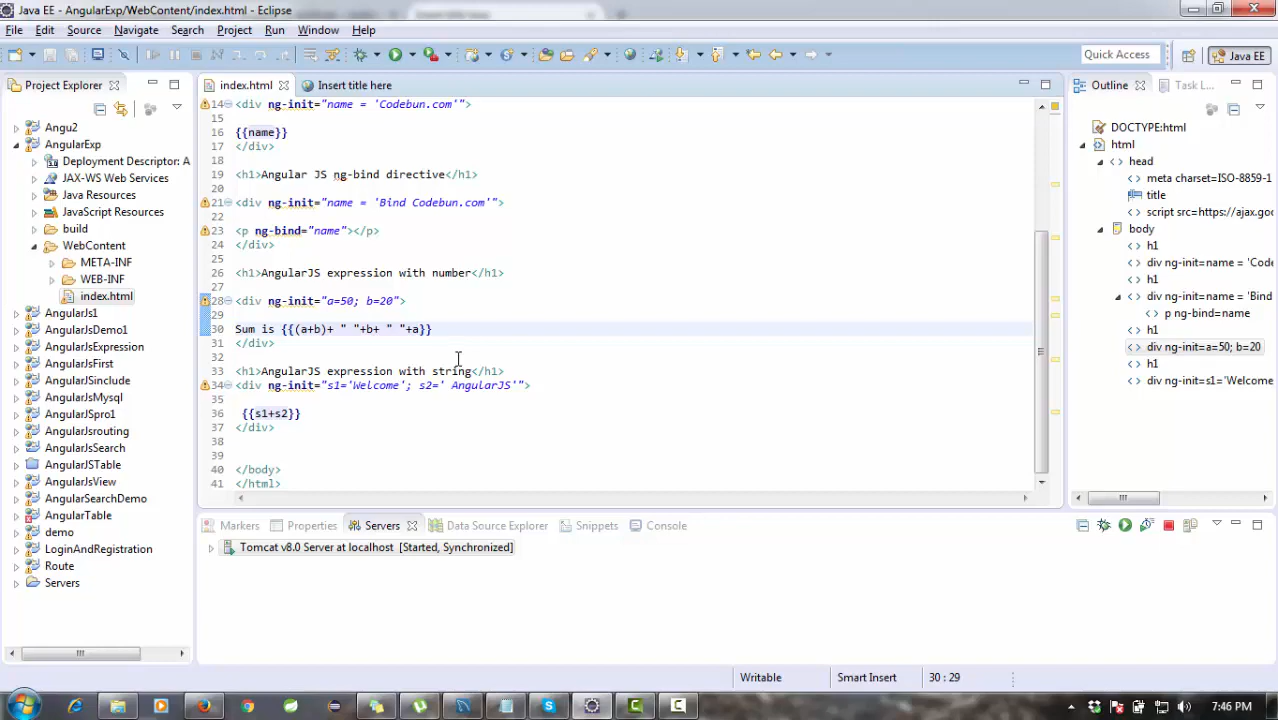 Java EE - AngularExp/WebContent/index.html - Eclipse
Insert title here
File Edit Source Refactor Navigate Search Project Run Window Help
Quick Access
Java EE
Project Explorer
index.html
Insert title here
Outline
Task L...
Angu2
AngularExp
Deployment Descriptor: A
JAX-WS Web Services
Java Resources
JavaScript Resources
build
WebContent
META-INF
WEB-INF
index.html
AngularJs1
AngularJsDemo1
AngularJsExpression
AngularJsFirst
AngularJSinclude
AngularJsMysql
AngularJSpro1
AngularJsrouting
AngularJsSearch
AngularJSTable
AngularJsView
AngularSearchDemo
AngularTable
demo
LoginAndRegistration
Route
Servers
14 <div ng-init="name = 'Codebun.com'">
15
16 {{name}}
17 </div>
18
19 <h1>Angular JS ng-bind directive</h1>
20
21 <div ng-init="name = 'Bind Codebun.com'">
22
23 <p ng-bind="name"></p>
24 </div>
25
26 <h1>AngularJS expression with number</h1>
27
28 <div ng-init="a=50; b=20">
29
30 Sum is {{(a+b)+ " "+b+ " "+a}}
31 </div>
32
33 <h1>AngularJS expression with string</h1>
34 <div ng-init="s1='Welcome'; s2=' AngularJS'">
35
36 {{s1+s2}}
37 </div>
38
39
40 </body>
41 </html>
DOCTYPE:html
html
head
meta charset=ISO-8859-1
title
script src=https://ajax.goo
body
h1
div ng-init=name = 'Code
h1
div ng-init=name = 'Bind
p ng-bind=name
h1
div ng-init=a=50; b=20
h1
div ng-init=s1='Welcome
Markers
Properties
Servers
Data Source Explorer
Snippets
Console
Tomcat v8.0 Server at localhost [Started, Synchronized]
Writable
Smart Insert
30 : 29
7:46 PM